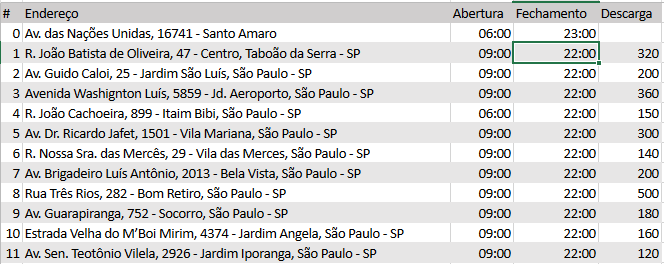 # Endereço Abertura Fechamento Descarga
0 Av. das Nações Unidas, 16741 - Santo Amaro 06:00 23:00
1 R. João Batista de Oliveira, 47 - Centro, Taboão da Serra - SP 09:00 22:00 320
2 Av. Guido Caloi, 25 - Jardim São Luís, São Paulo - SP 09:00 22:00 200
3 Avenida Washignton Luís, 5859 - Jd. Aeroporto, São Paulo - SP 09:00 22:00 360
4 R. João Cachoeira, 899 - Itaim Bibi, São Paulo - SP 06:00 22:00 150
5 Av. Dr. Ricardo Jafet, 1501 - Vila Mariana, São Paulo - SP 09:00 22:00 300
6 R. Nossa Sra. das Mercês, 29 - Vila das Merces, São Paulo - SP 09:00 22:00 140
7 Av. Brigadeiro Luís Antônio, 2013 - Bela Vista, São Paulo - SP 09:00 22:00 200
8 Rua Três Rios, 282 - Bom Retiro, São Paulo - SP 09:00 22:00 500
9 Av. Guarapiranga, 752 - Socorro, São Paulo - SP 09:00 22:00 180
10 Estrada Velha do M'Boi Mirim, 4374 - Jardim Angela, São Paulo - SP 09:00 22:00 160
11 Av. Sen. Teotônio Vilela, 2926 - Jardim Iporanga, São Paulo - SP 09:00 22:00 120